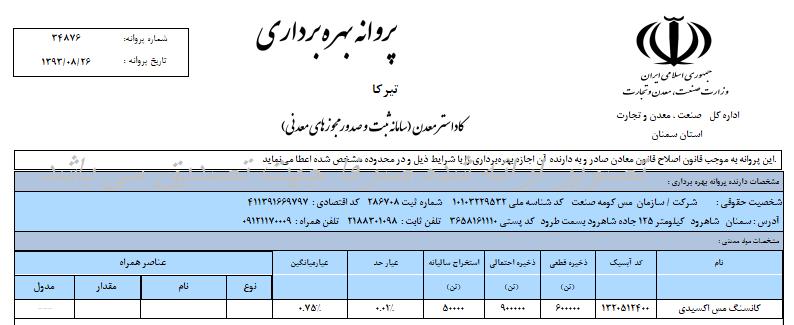 پروانه بهره برداری
تیرکا
کاداستر معدن (سامانه ثبت و صدور مجوزهای معدنی)
جمهوری اسلامی ایران
وزارت صنعت، معدن و تجارت
اداره کل صنعت ، معدن و تجارت
استان سمنان
شماره پروانه: ۳۴۸۷۶
تاریخ پروانه : ۱۳۹۳/۰۸/۲۶
این پروانه به موجب قانون اصلاح قانون معادن صادر و به دارنده آن اجازه بهره‌برداری را با شرایط ذیل و در محدوده مشخص شده اعطا می‌نماید.
مشخصات دارنده پروانه بهره برداری :
شخصیت حقوقی : شرکت / سازمان مس کومه صنعت کد شناسه ملی ۱۰۱۰۳۲۲۹۵۳۲ شماره ثبت ۲۸۶۷۰۸ کد اقتصادی : ۴۱۱۳۹۱۶۶۹۷۹۷
آدرس : سمنان شاهرود کیلومتر ۱۲۵ جاده شاهرود بسمت طرود کد پستی ۳۶۵۸۱۶۱۱۱۰ تلفن ثابت : ۲۱۸۸۳۰۱۰۹۸ تلفن همراه : ۰۹۱۲۱۱۷۰۰۰۹
مشخصات مواد معدنی :
نام کد آیسیک ذخیره قطعی (تن) ذخیره احتمالی (تن) استخراج سالیانه (تن) عیار حد عیارمیانگین عناصر همراه
نوع نام مقدار مدول
کانسنگ مس اکسیدی ۱۳۲۰۵۱۲۴۰۰ ۶۰۰۰۰۰ ۹۰۰۰۰۰ ۵۰۰۰۰ ۰.۰۲٪ ۰.۷۵٪ ---